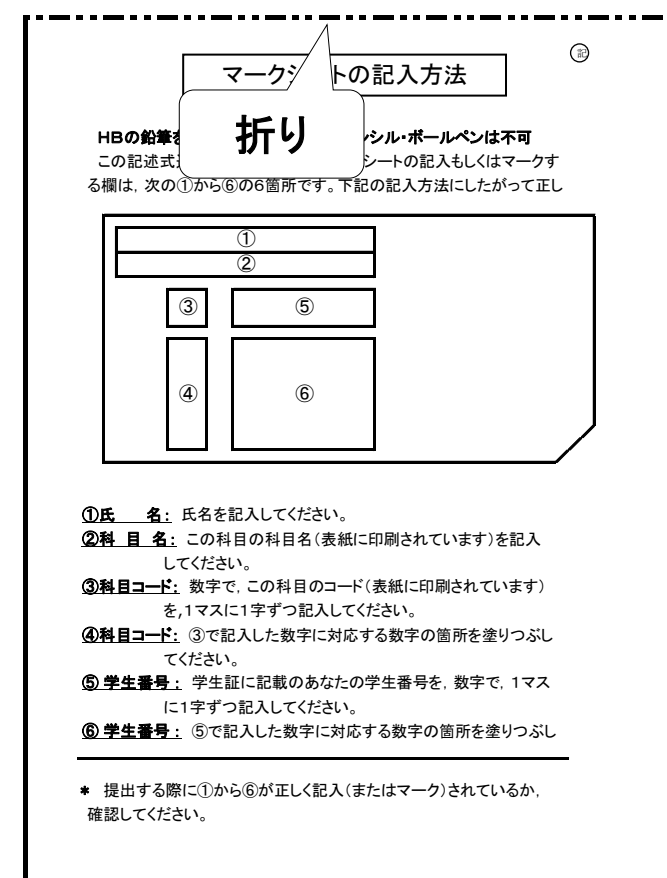 記
マークシートの記入方法
折り
HBの鉛筆 シル・ボールペンは不可
この記述式 シートの記入もしくはマークす
る欄は，次の①から⑥の6箇所です。下記の記入方法にしたがって正し
①
②
③ ⑤
④ ⑥
①氏 名： 氏名を記入してください。
②科 目 名： この科目の科目名（表紙に印刷されています）を記入
してください。
③科目コード： 数字で，この科目のコード（表紙に印刷されています）
を,1マスに1字ずつ記入してください。
④科目コード： ③で記入した数字に対応する数字の箇所を塗りつぶし
てください。
⑤ 学生番号： 学生証に記載のあなたの学生番号を，数字で，1マス
に1字ずつ記入してください。
⑥ 学生番号： ⑤で記入した数字に対応する数字の箇所を塗りつぶし
* 提出する際に①から⑥が正しく記入（またはマーク）されているか，
確認してください。